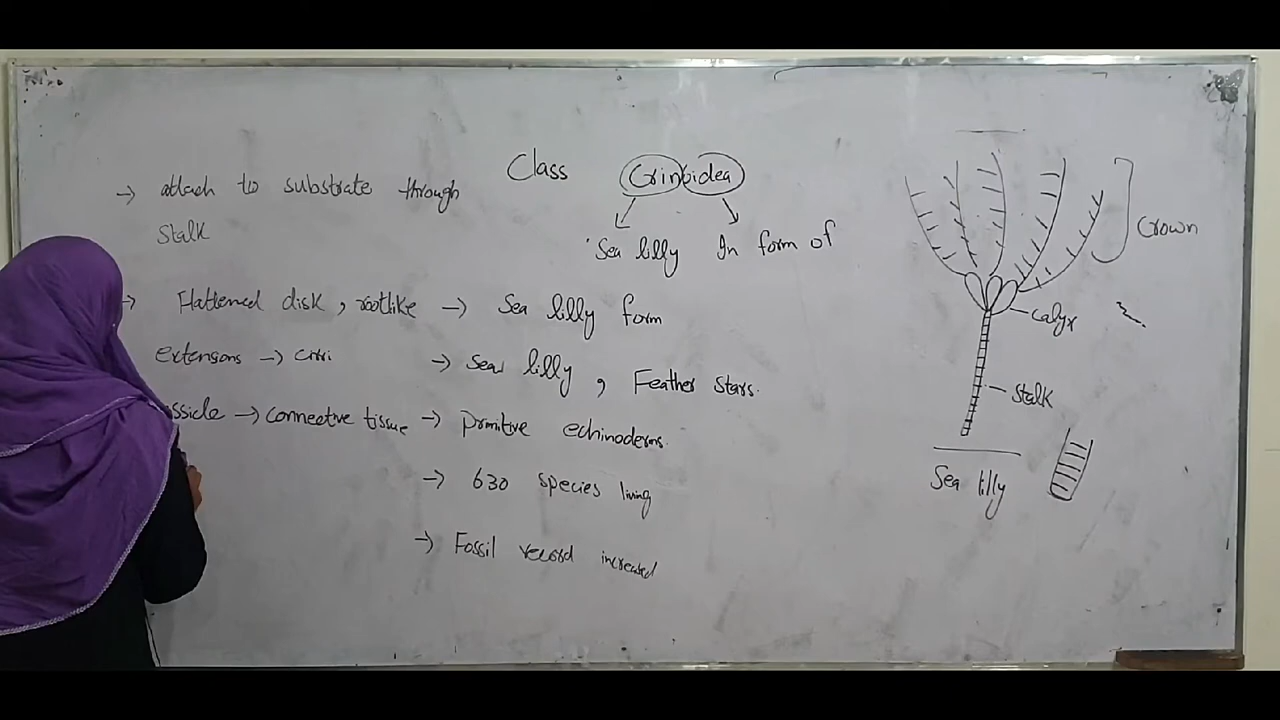 Class Crinoidea
Sea lilly In form of
→ attach to substrate through
stalk
→ Flattened disk, rootlike
extensions → cirri
ossicle → connective tissue
→ Sea lilly form
→ sea lilly, Feather stars.
→ primitive echinoderms.
→ 630 species living
→ Fossil record increased
Crown
calyx
stalk
Sea lilly